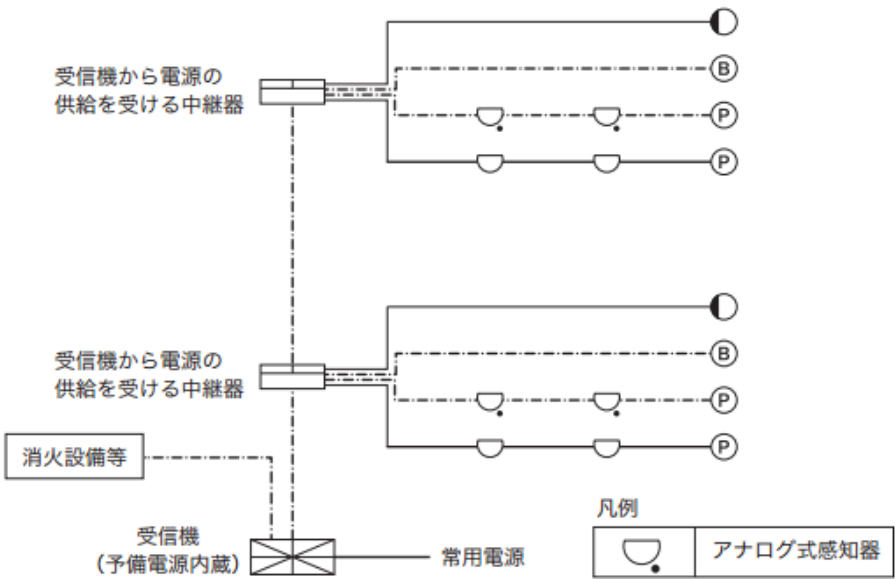 受信機から電源の
供給を受ける中継器
B
P
P
受信機から電源の
供給を受ける中継器
B
P
P
消火設備等
受信機
(予備電源内蔵)
常用電源
凡例
アナログ式感知器